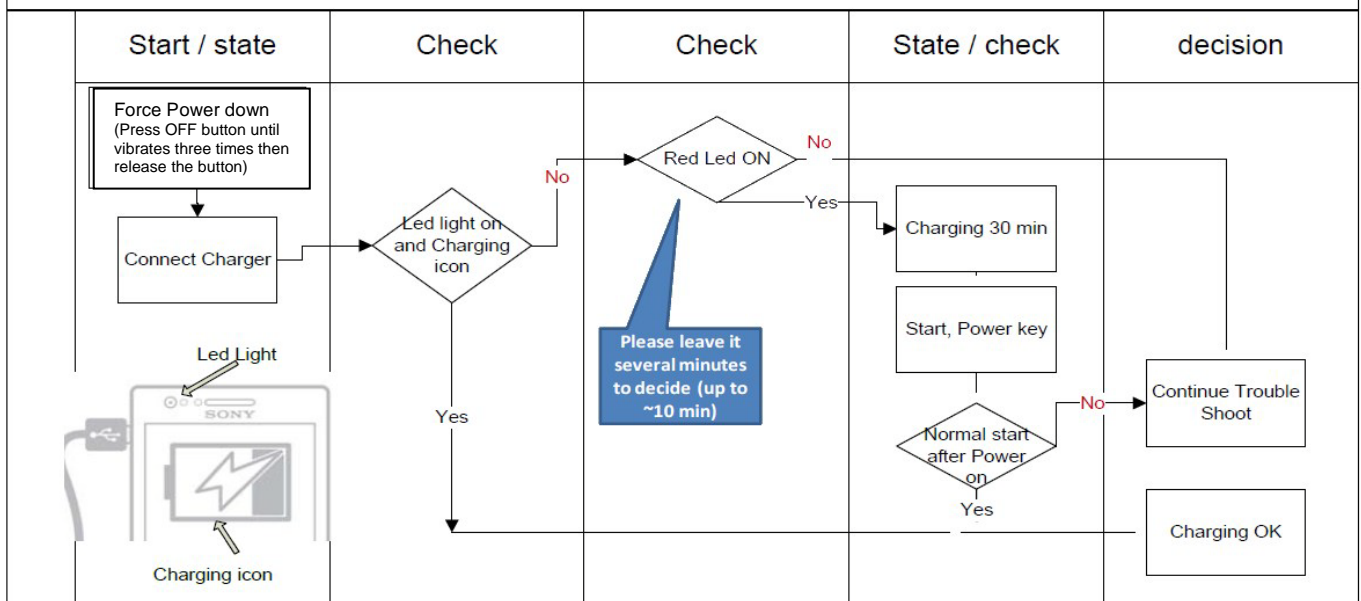 Start / state
Check
Check
State / check
decision
Force Power down
(Press OFF button until
vibrates three times then
release the button)
Connect Charger
Led Light
SONY
Charging icon
Led light on
and Charging
icon
No
Yes
Red Led ON
No
Yes
Please leave it
several minutes
to decide (up to
~10 min)
Charging 30 min
Start, Power key
Normal start
after Power
on
No
Yes
Continue Trouble
Shoot
Charging OK